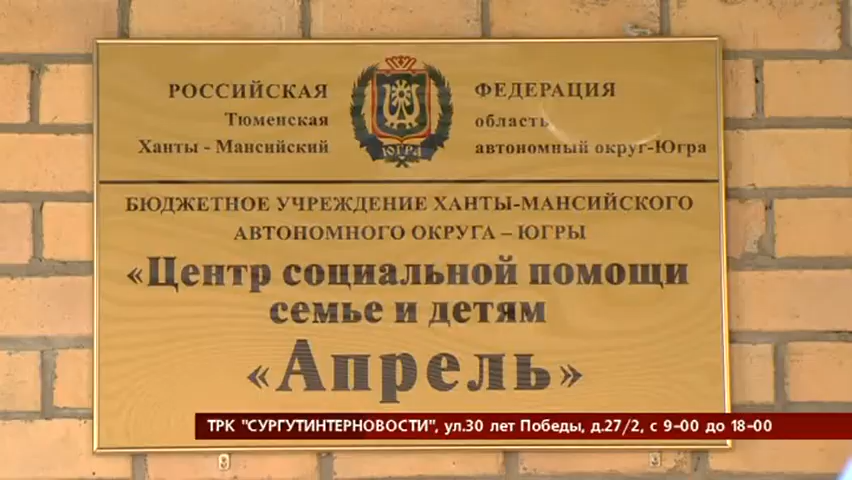 РОССИЙСКАЯ ФЕДЕРАЦИЯ
Тюменская область
Ханты - Мансийский автономный округ-Югра
ЮГРА
БЮДЖЕТНОЕ УЧРЕЖДЕНИЕ ХАНТЫ-МАНСИЙСКОГО
АВТОНОМНОГО ОКРУГА – ЮГРЫ
«Центр социальной помощи
семье и детям
«Апрель»
ТРК "СУРГУТИНТЕРНОВОСТИ", ул.30 лет Победы, д.27/2, с 9-00 до 18-00